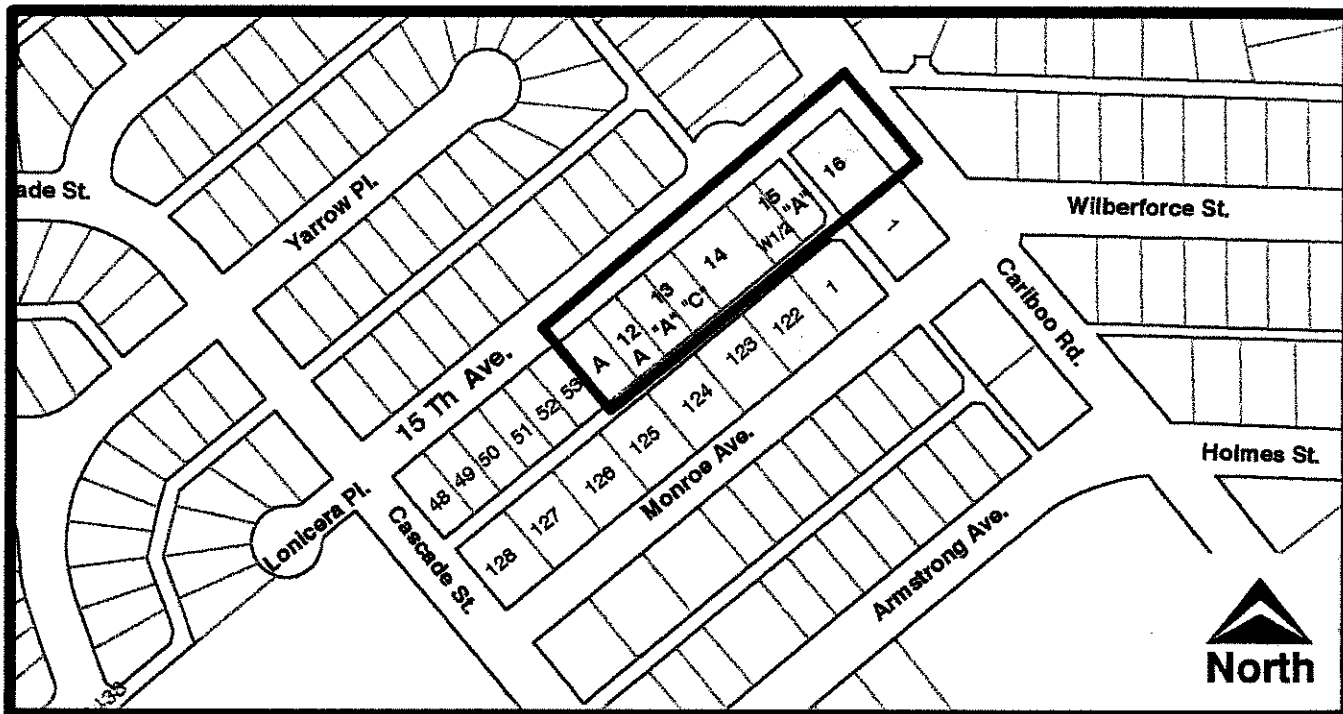 ade St.
Yarrow Pl.
Wilberforce St.
16
15
"A"
W1/2
14
13
"C"
"A"
12
A
A
1
1
122
123
124
125
126
127
128
53
52
51
50
49
48
15 Th Ave.
Cariboo Rd.
Monroe Ave.
Holmes St.
Lonicera Pl.
Cascade St.
Armstrong Ave.
North